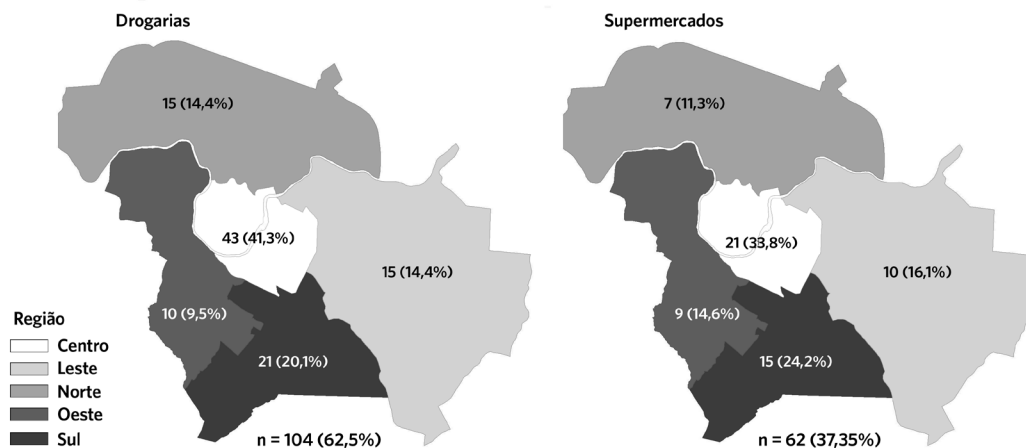 Drogarias
15 (14,4%)
43 (41,3%)
15 (14,4%)
10 (9,5%)
21 (20,1%)
n = 104 (62,5%)
Supermercados
7 (11,3%)
21 (33,8%)
10 (16,1%)
9 (14,6%)
15 (24,2%)
n = 62 (37,35%)
Região
Centro
Leste
Norte
Oeste
Sul